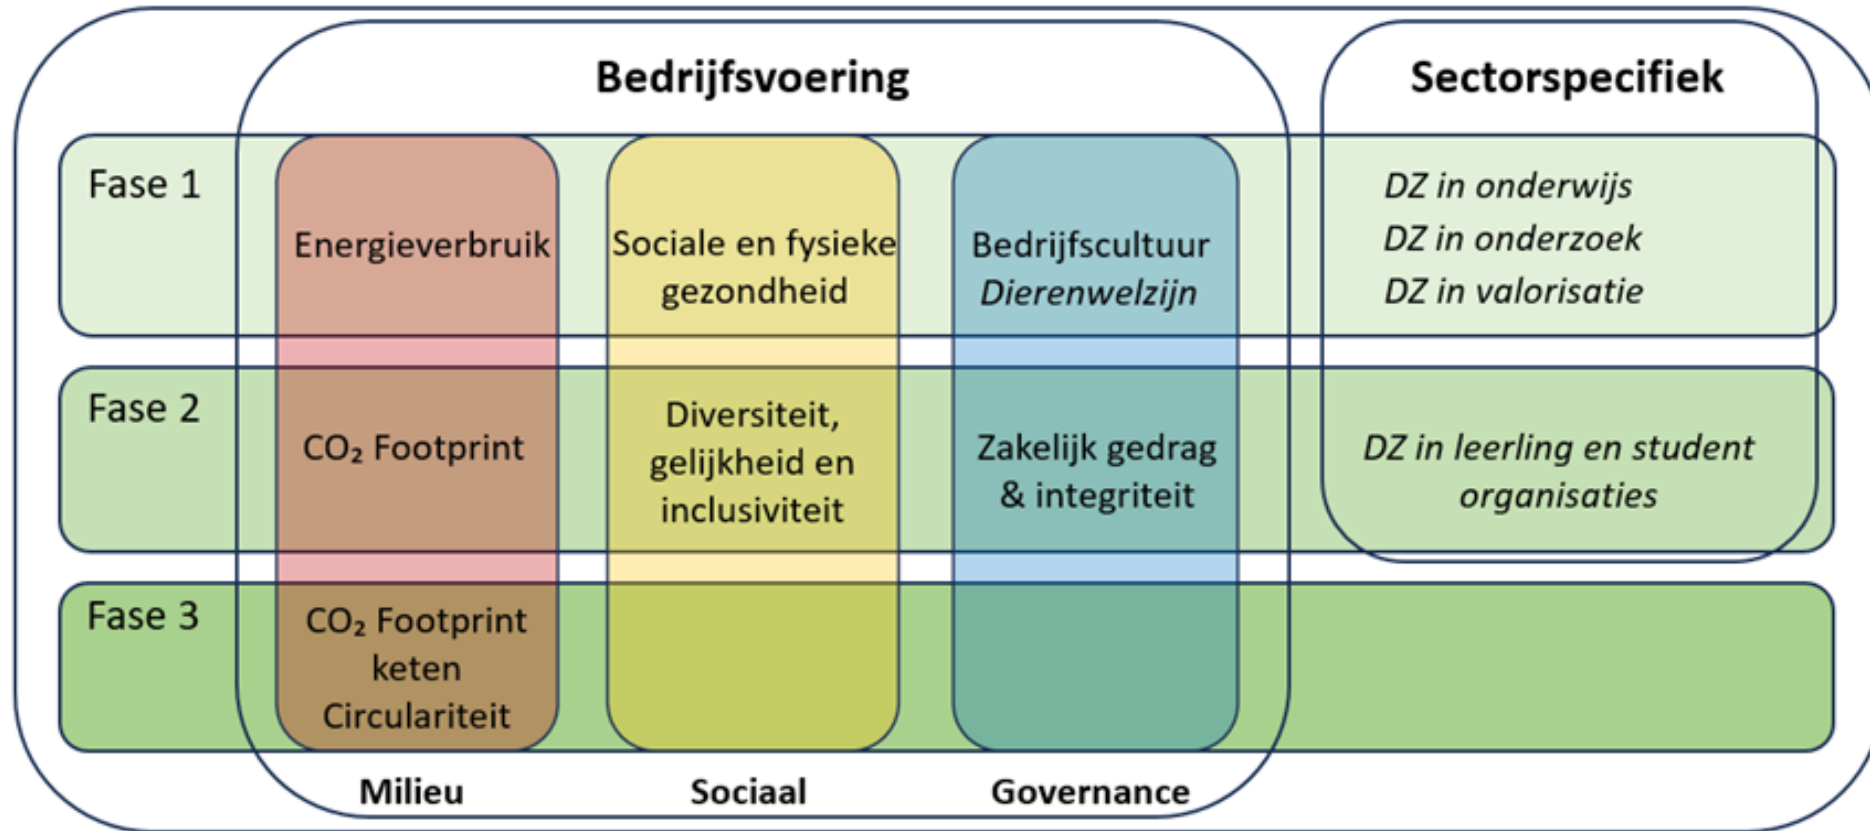 Bedrijfsvoering
Sectorspecifiek
Fase 1
Energieverbruik
Sociale en fysieke
gezondheid
Bedrijfscultuur
Dierenwelzijn
DZ in onderwijs
DZ in onderzoek
DZ in valorisatie
Fase 2
CO₂ Footprint
Diversiteit,
gelijkheid en
inclusiviteit
Zakelijk gedrag
& integriteit
DZ in leerling en student
organisaties
Fase 3
CO₂ Footprint
keten
Circulariteit
Milieu
Sociaal
Governance